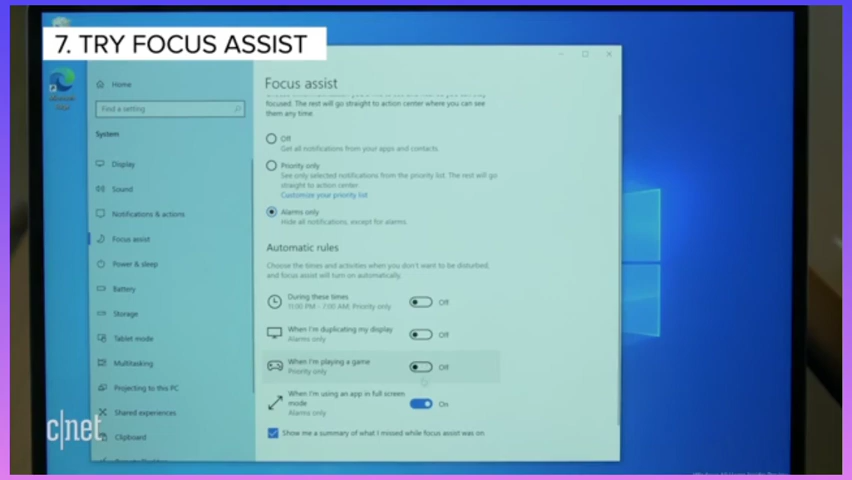 7. TRY FOCUS ASSIST
Home
Find a setting
System
Display
Sound
Notifications & actions
Focus assist
Power & sleep
Battery
Storage
Tablet mode
Multitasking
Projecting to this PC
Shared experiences
Clipboard
Focus assist
focused. The rest will go straight to action center where you can see
them any time.
Off
Get all notifications from your apps and contacts.
Priority only
See only selected notifications from the priority list. The rest will go
straight to action center.
Customize your priority list
Alarms only
Hide all notifications, except for alarms.
Automatic rules
Choose the times and activities when you don't want to be disturbed,
and focus assist will turn on automatically.
During these times
11:00 PM - 7:00 AM; Priority only
Off
When I'm duplicating my display
Alarms only
Off
When I'm playing a game
Priority only
Off
When I'm using an app in full screen
mode
Alarms only
On
Show me a summary of what I missed while focus assist was on
c|net